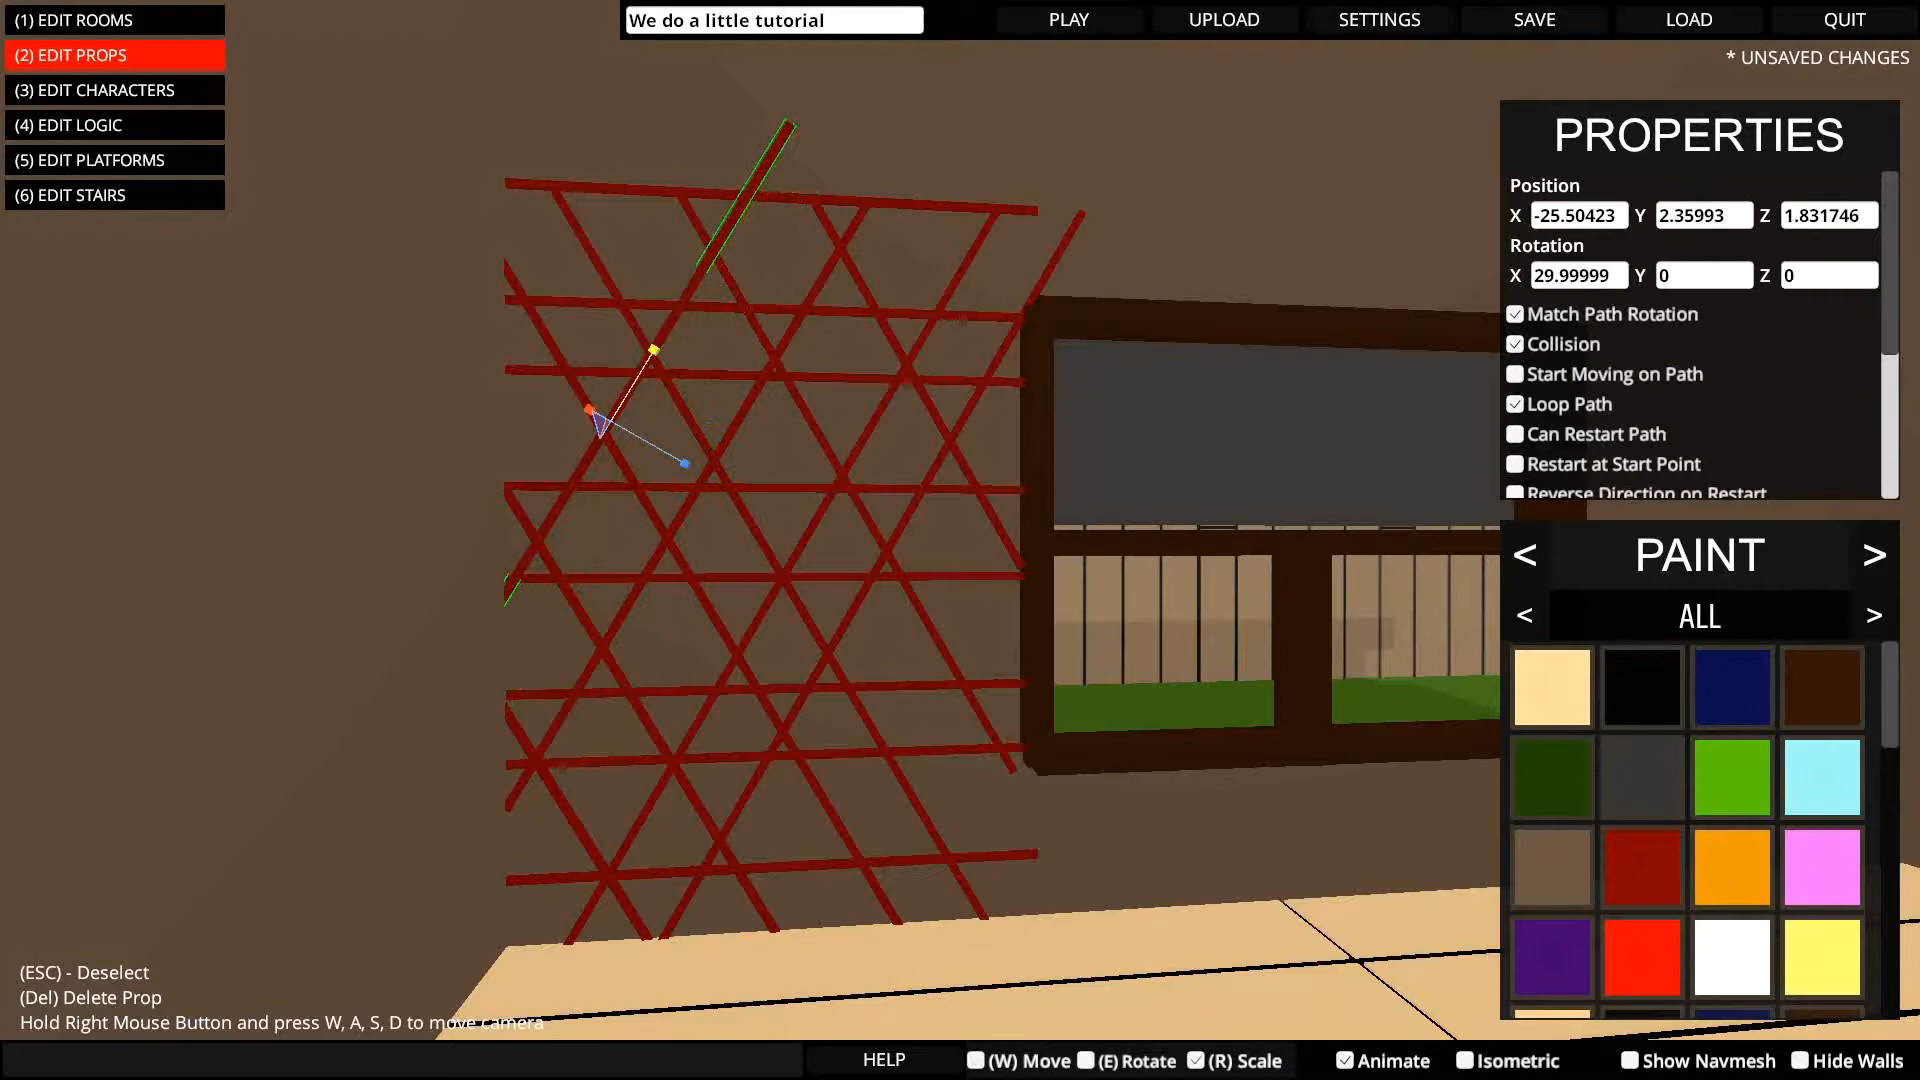 (1) EDIT ROOMS
(2) EDIT PROPS
(3) EDIT CHARACTERS
(4) EDIT LOGIC
(5) EDIT PLATFORMS
(6) EDIT STAIRS
We do a little tutorial
PLAY
UPLOAD
SETTINGS
SAVE
LOAD
QUIT
* UNSAVED CHANGES
PROPERTIES
Position
X -25.50423 Y 2.35993 Z 1.831746
Rotation
X 29.99999 Y 0 Z 0
Match Path Rotation
Collision
Start Moving on Path
Loop Path
Can Restart Path
Restart at Start Point
Reverse Direction on Restart
< PAINT >
< ALL >
(ESC) - Deselect
(Del) Delete Prop
Hold Right Mouse Button and press W, A, S, D to move camera
HELP
(W) Move
(E) Rotate
(R) Scale
Animate
Isometric
Show Navmesh
Hide Walls